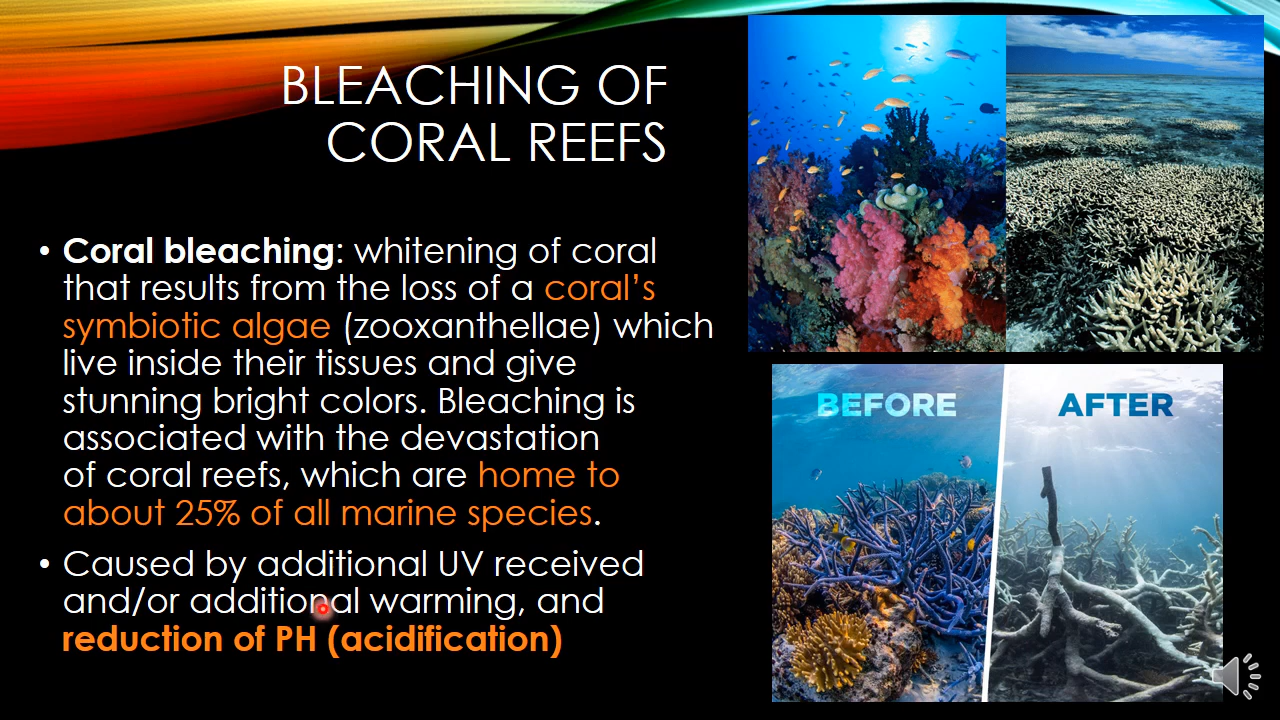 BLEACHING OF
CORAL REEFS
• Coral bleaching: whitening of coral
that results from the loss of a coral’s
symbiotic algae (zooxanthellae) which
live inside their tissues and give
stunning bright colors. Bleaching is
associated with the devastation
of coral reefs, which are home to
about 25% of all marine species.
• Caused by additional UV received
and/or additional warming, and
reduction of PH (acidification)
BEFORE
AFTER